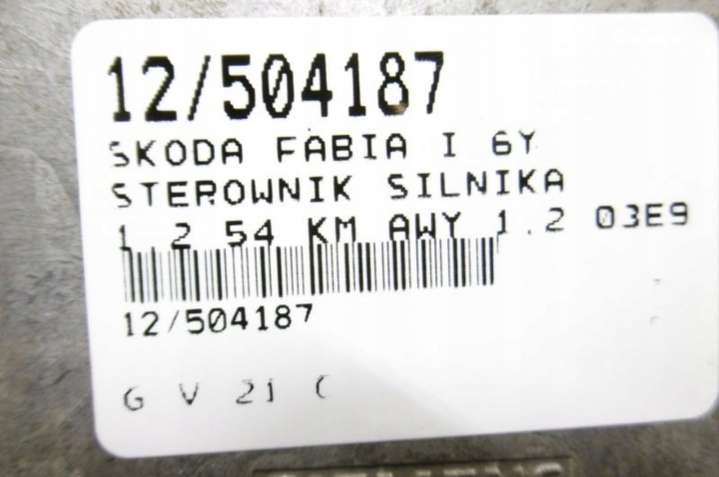 12/504187
SKODA FABIA I 6Y
STEROWNIK SILNIKA
1.2 54 KM AWY 1.2 03E9
12/504187
G V 21 C